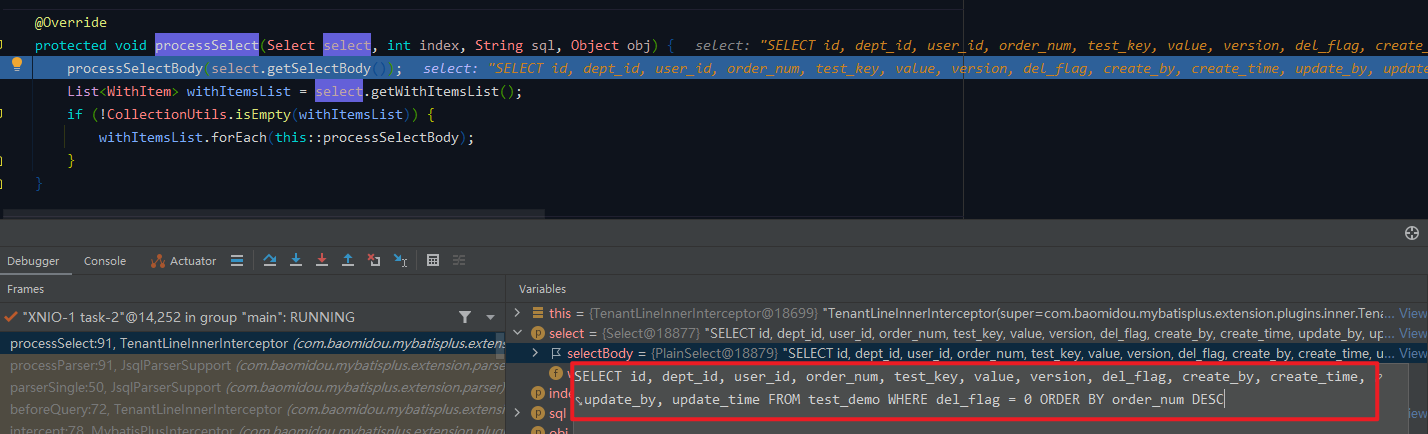 @Override
protected void processSelect(Select select, int index, String sql, Object obj) {   select: "SELECT id, dept_id, user_id, order_num, test_key, value, version, del_flag, create_
processSelectBody(select.getSelectBody());   select: "SELECT id, dept_id, user_id, order_num, test_key, value, version, del_flag, create_by, create_time, update_by, updat
List<WithItem> withItemsList = select.getWithItemsList();
if (!CollectionUtils.isEmpty(withItemsList)) {
withItemsList.forEach(this::processSelectBody);
}
}
Debugger Console Actuator
Frames
Variables
"XNIO-1 task-2"@14,252 in group "main": RUNNING
this = {TenantLineInnerInterceptor@18699} "TenantLineInnerInterceptor(super=com.baomidou.mybatisplus.extension.plugins.inner.Tena... View
select = {Select@18877} "SELECT id, dept_id, user_id, order_num, test_key, value, version, del_flag, create_by, create_time, update_by, up... View
processSelect:91, TenantLineInnerInterceptor (com.baomidou.mybatisplus.exten
selectBody = {PlainSelect@18879} "SELECT id, dept_id, user_id, order_num, test_key, value, version, del_flag, create_by, create_time, u... View
processParser:91, JsqlParserSupport (com.baomidou.mybatisplus.extension.parser
SELECT id, dept_id, user_id, order_num, test_key, value, version, del_flag, create_by, create_time,
parserSingle:50, JsqlParserSupport (com.baomidou.mybatisplus.extension.parser)
update_by, update_time FROM test_demo WHERE del_flag = 0 ORDER BY order_num DESC
beforeQuery:72, TenantLineInnerInterceptor (com.baomidou.mybatisplus.extension
sql
View
intercept:78, MybatisPlusInterceptor (com.baomidou.mybatisplus.extension.plugi
obj